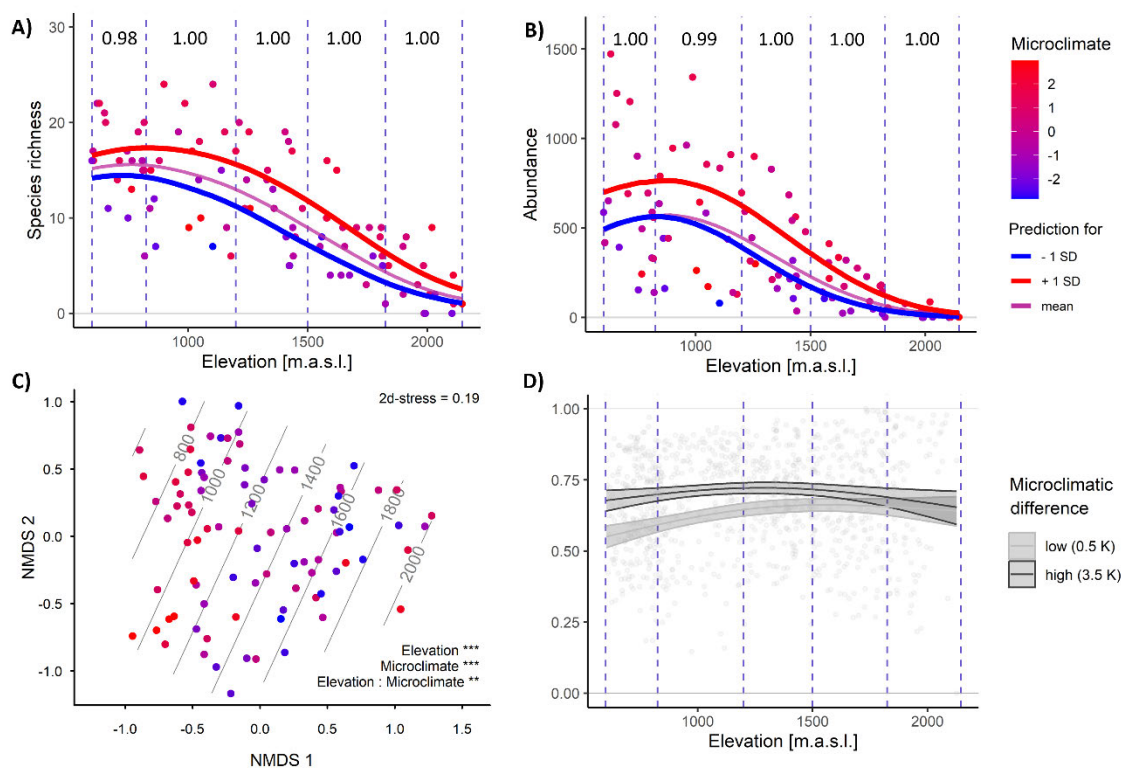 A)
0.98 1.00 1.00 1.00 1.00
30
20
10
0
Species richness
1000 1500 2000
Elevation [m.a.s.l.]
B)
1.00 0.99 1.00 1.00 1.00
1500
1000
500
0
Abundance
1000 1500 2000
Elevation [m.a.s.l.]
Microclimate
2
1
0
-1
-2
Prediction for
- 1 SD
+ 1 SD
mean
C)
2d-stress = 0.19
1.0
0.5
0.0
-0.5
-1.0
NMDS 2
800
1000
1200
1400
1600
1800
2000
Elevation ***
Microclimate ***
Elevation : Microclimate **
-1.0 -0.5 0.0 0.5 1.0 1.5
NMDS 1
D)
1.00
0.75
0.50
0.25
0.00
1000 1500 2000
Elevation [m.a.s.l.]
Microclimatic
difference
low (0.5 K)
high (3.5 K)